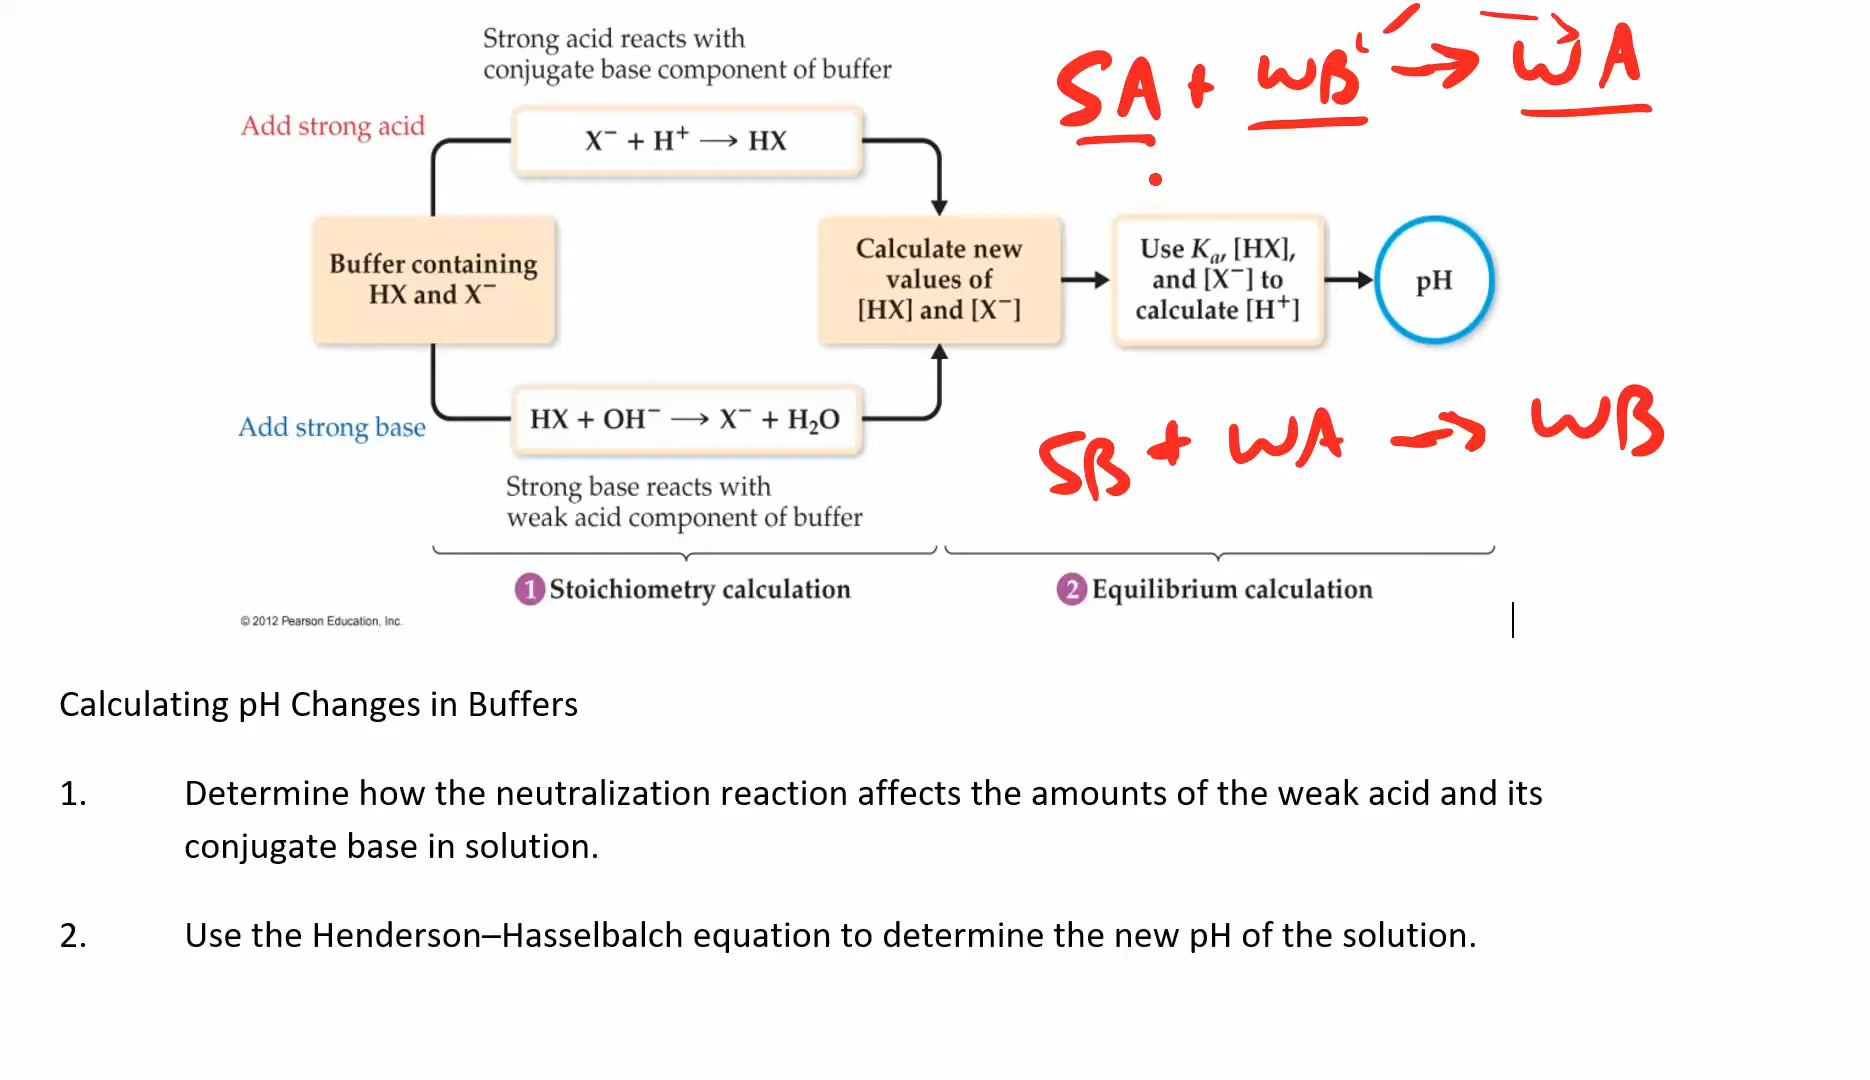 Strong acid reacts with
conjugate base component of buffer
SA + WB → WA
Add strong acid
X⁻ + H⁺ → HX
Buffer containing
HX and X⁻
Calculate new
values of
[HX] and [X⁻]
Use Kₐ, [HX],
and [X⁻] to
calculate [H⁺]
pH
Add strong base
HX + OH⁻ → X⁻ + H₂O
SB + WA → WB
Strong base reacts with
weak acid component of buffer
1 Stoichiometry calculation
2 Equilibrium calculation
© 2012 Pearson Education, Inc.
Calculating pH Changes in Buffers
1. Determine how the neutralization reaction affects the amounts of the weak acid and its
conjugate base in solution.
2. Use the Henderson–Hasselbalch equation to determine the new pH of the solution.